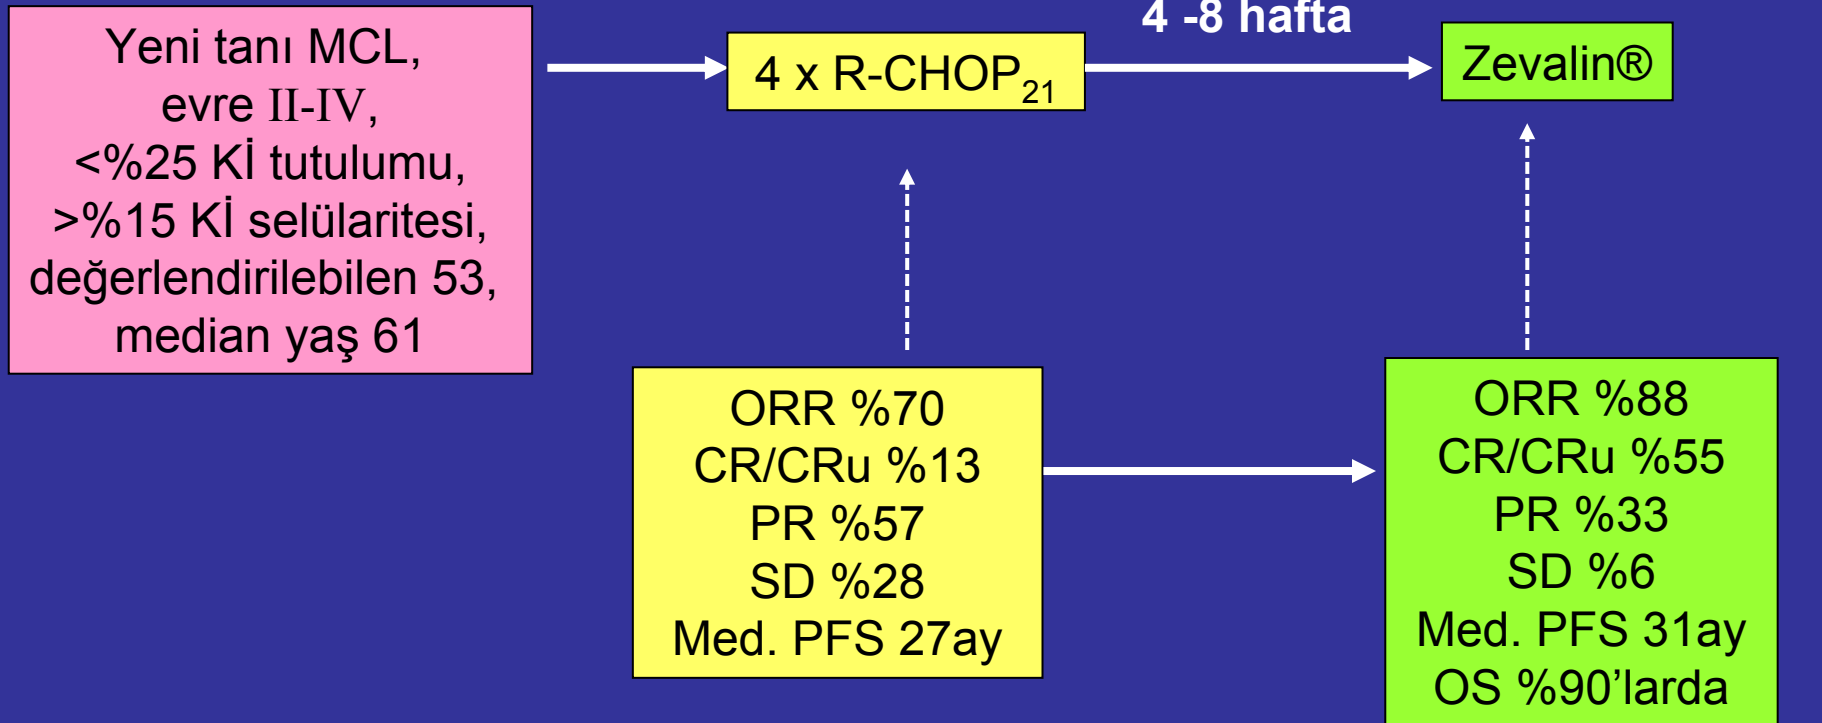 Yeni tanı MCL,
evre II-IV,
<%25 Kİ tutulumu,
>%15 Kİ selülaritesi,
değerlendirilebilen 53,
median yaş 61
4 x R-CHOP21
4 -8 hafta
Zevalin®
ORR %70
CR/CRu %13
PR %57
SD %28
Med. PFS 27ay
ORR %88
CR/CRu %55
PR %33
SD %6
Med. PFS 31ay
OS %90’larda